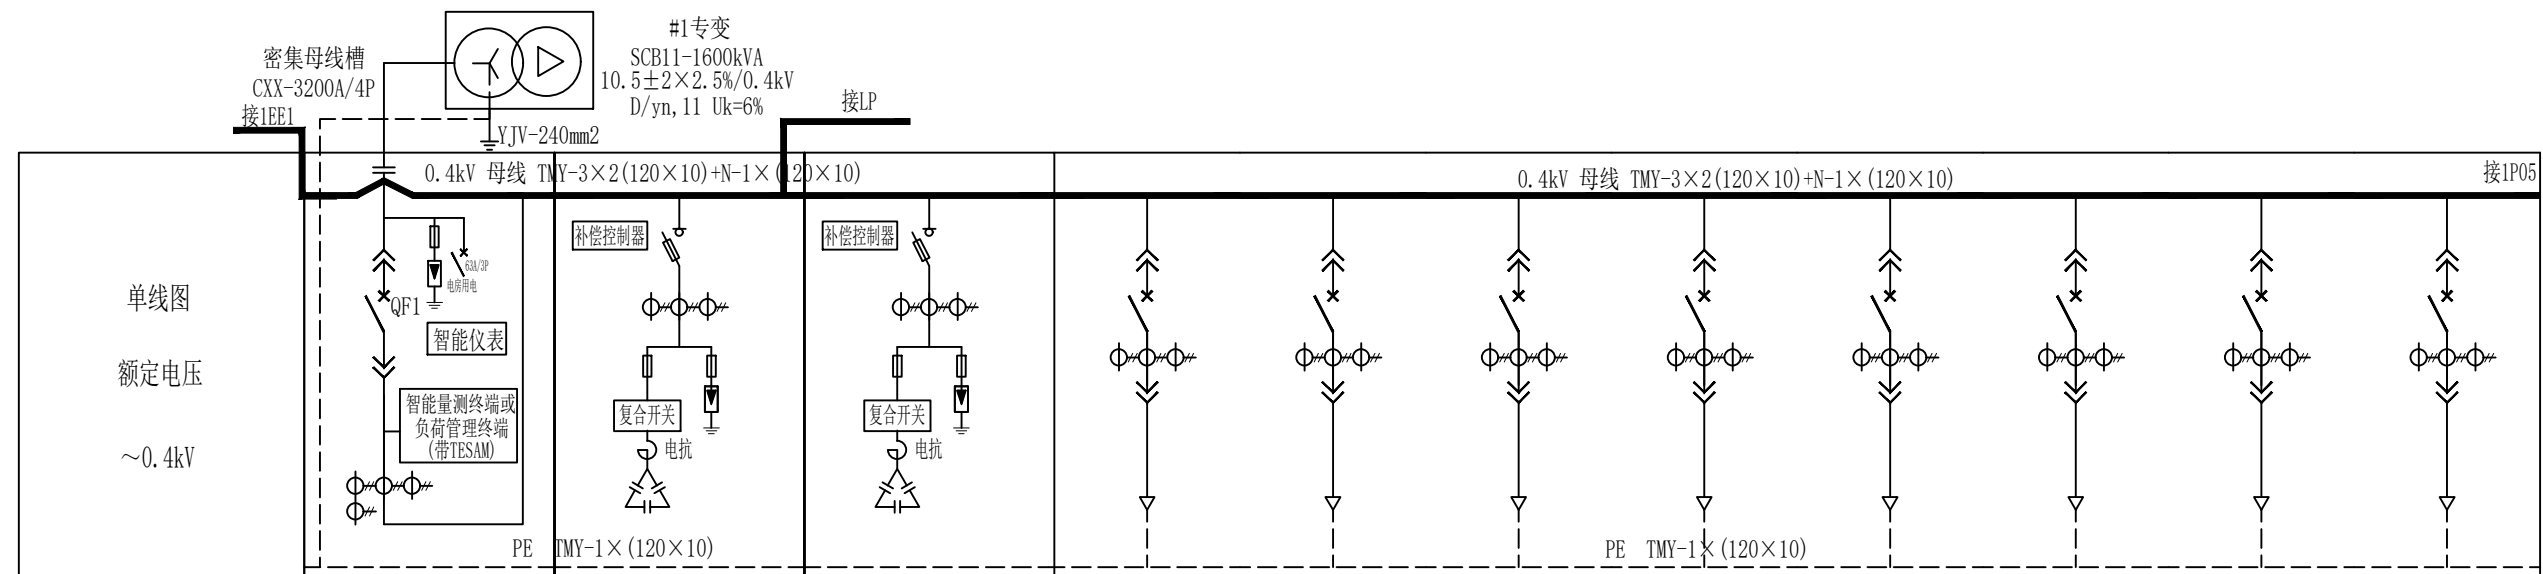 #1专变
SCB11-1600kVA
10.5±2×2.5%/0.4kV
D/yn,11 Uk=6%
密集母线槽
CXX-3200A/4P
接1EE1
YJV-240mm2
接LP
0.4kV 母线 TMY-3×2(120×10)+N-1×(120×10)
0.4kV 母线 TMY-3×2(120×10)+N-1×(120×10)
接1P05
单线图
额定电压
~0.4kV
63A/3P
电房用电
QF1
智能仪表
智能量测终端或
负荷管理终端
(带TESAM)
补偿控制器
复合开关
电抗
补偿控制器
复合开关
电抗
PE TMY-1×(120×10)
PE TMY-1×(120×10)